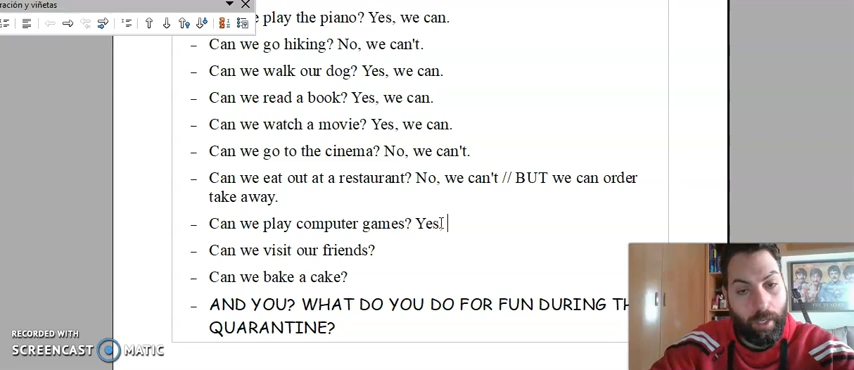 ración y viñetas
play the piano? Yes, we can.
– Can we go hiking? No, we can't.
– Can we walk our dog? Yes, we can.
– Can we read a book? Yes, we can.
– Can we watch a movie? Yes, we can.
– Can we go to the cinema? No, we can't.
– Can we eat out at a restaurant? No, we can't // BUT we can order
take away.
– Can we play computer games? Yes
– Can we visit our friends?
– Can we bake a cake?
– AND YOU? WHAT DO YOU DO FOR FUN DURING TH
QUARANTINE?
RECORDED WITH
SCREENCAST MATIC